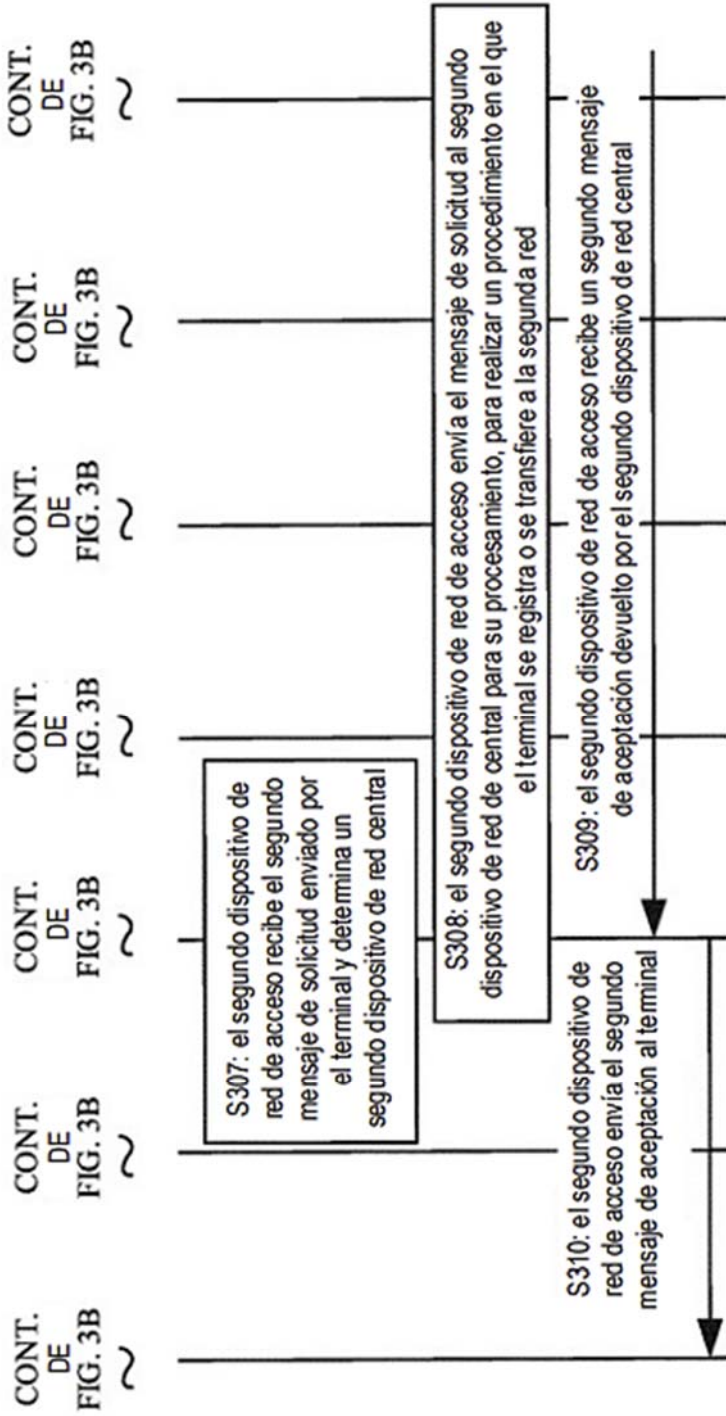 CONT.
DE
FIG. 3B
CONT.
DE
FIG. 3B
CONT.
DE
FIG. 3B
CONT.
DE
FIG. 3B
CONT.
DE
FIG. 3B
CONT.
DE
FIG. 3B
CONT.
DE
FIG. 3B
S307: el segundo dispositivo de
red de acceso recibe el segundo
mensaje de solicitud enviado por
el terminal y determina un
segundo dispositivo de red central
S308: el segundo dispositivo de red de acceso envía el mensaje de solicitud al segundo
dispositivo de red de central para su procesamiento, para realizar un procedimiento en el que
el terminal se registra o se transfiere a la segunda red
S309: el segundo dispositivo de red de acceso recibe un segundo mensaje
de aceptación devuelto por el segundo dispositivo de red central
S310: el segundo dispositivo de
red de acceso envía el segundo
mensaje de aceptación al terminal